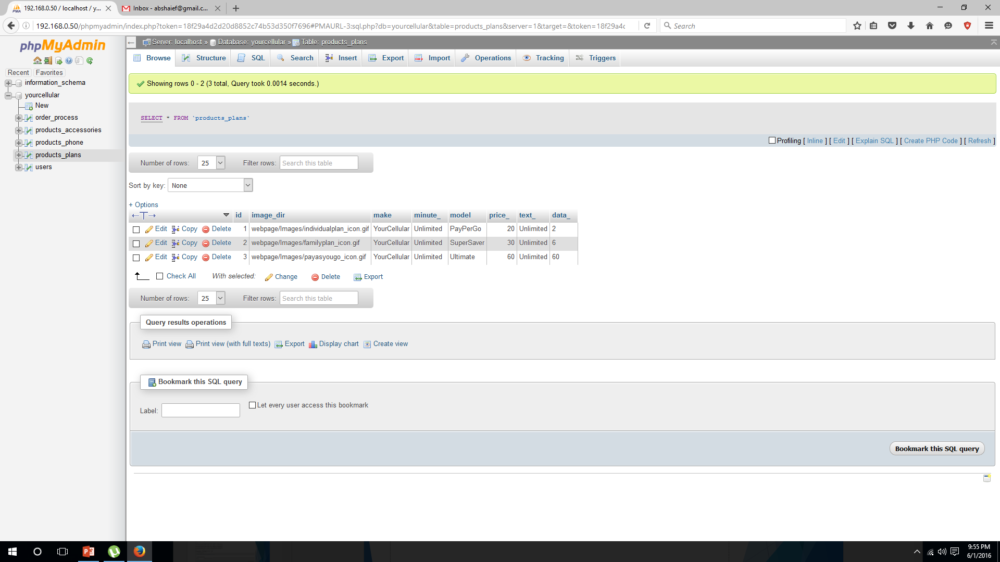 192.168.0.50 / localhost / y...
Inbox - abshaief@gmail.c...
192.168.0.50/phpmyadmin/index.php?token=18f29a4d2d20d8852c74b53d350f7696#PMAURL-3:sql.php?db=yourcellular&table=products_plans&server=1&target=&token=18f29a4c
Search
phpMyAdmin
Recent Favorites
information_schema
yourcellular
New
order_process
products_accessories
products_phone
products_plans
users
Server: localhost » Database: yourcellular » Table: products_plans
Browse Structure SQL Search Insert Export Import Operations Tracking Triggers
Showing rows 0 - 2 (3 total, Query took 0.0014 seconds.)
SELECT * FROM `products_plans`
Profiling [ Inline ] [ Edit ] [ Explain SQL ] [ Create PHP Code ] [ Refresh ]
Number of rows: 25 Filter rows: Search this table
Sort by key: None
+ Options
←T→ id image_dir make minute_ model price_ text_ data_
Edit Copy Delete 1 webpage/Images/individualplan_icon.gif YourCellular Unlimited PayPerGo 20 Unlimited 2
Edit Copy Delete 2 webpage/Images/familyplan_icon.gif YourCellular Unlimited SuperSaver 30 Unlimited 6
Edit Copy Delete 3 webpage/Images/payasyougo_icon.gif YourCellular Unlimited Ultimate 60 Unlimited 60
Check All With selected: Change Delete Export
Number of rows: 25 Filter rows: Search this table
Query results operations
Print view Print view (with full texts) Export Display chart Create view
Bookmark this SQL query
Label: Let every user access this bookmark
Bookmark this SQL query
9:55 PM
6/1/2016